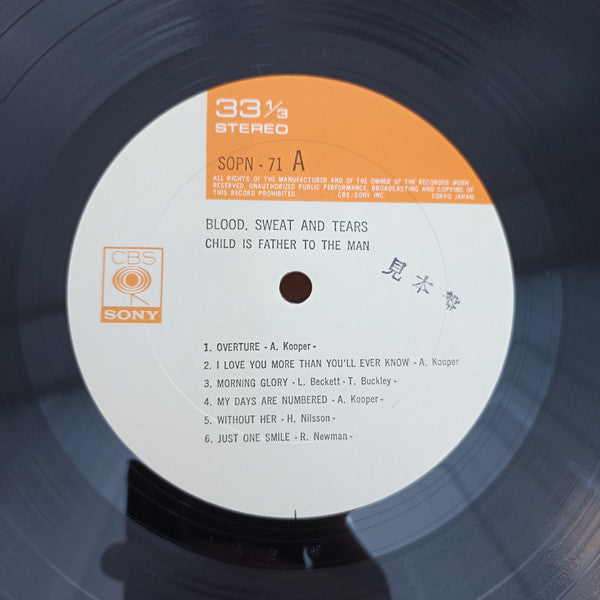 33 1/3
STEREO
SOPN - 71 A
ALL RIGHTS OF THE MANUFACTURER AND OF THE OWNER OF THE RECORDED WORK
RESERVED. UNAUTHORIZED PUBLIC PERFORMANCE, BROADCASTING AND COPYING OF
THIS RECORD PROHIBITED. CBS/SONY INC. TOKYO JAPAN
BLOOD, SWEAT AND TEARS
CHILD IS FATHER TO THE MAN
見本盤
CBS
SONY
1. OVERTURE - A. Kooper -
2. I LOVE YOU MORE THAN YOU'LL EVER KNOW - A. Kooper
3. MORNING GLORY - L. Beckett - T. Buckley -
4. MY DAYS ARE NUMBERED - A. Kooper -
5. WITHOUT HER - H. Nilsson -
6. JUST ONE SMILE - R. Newman -